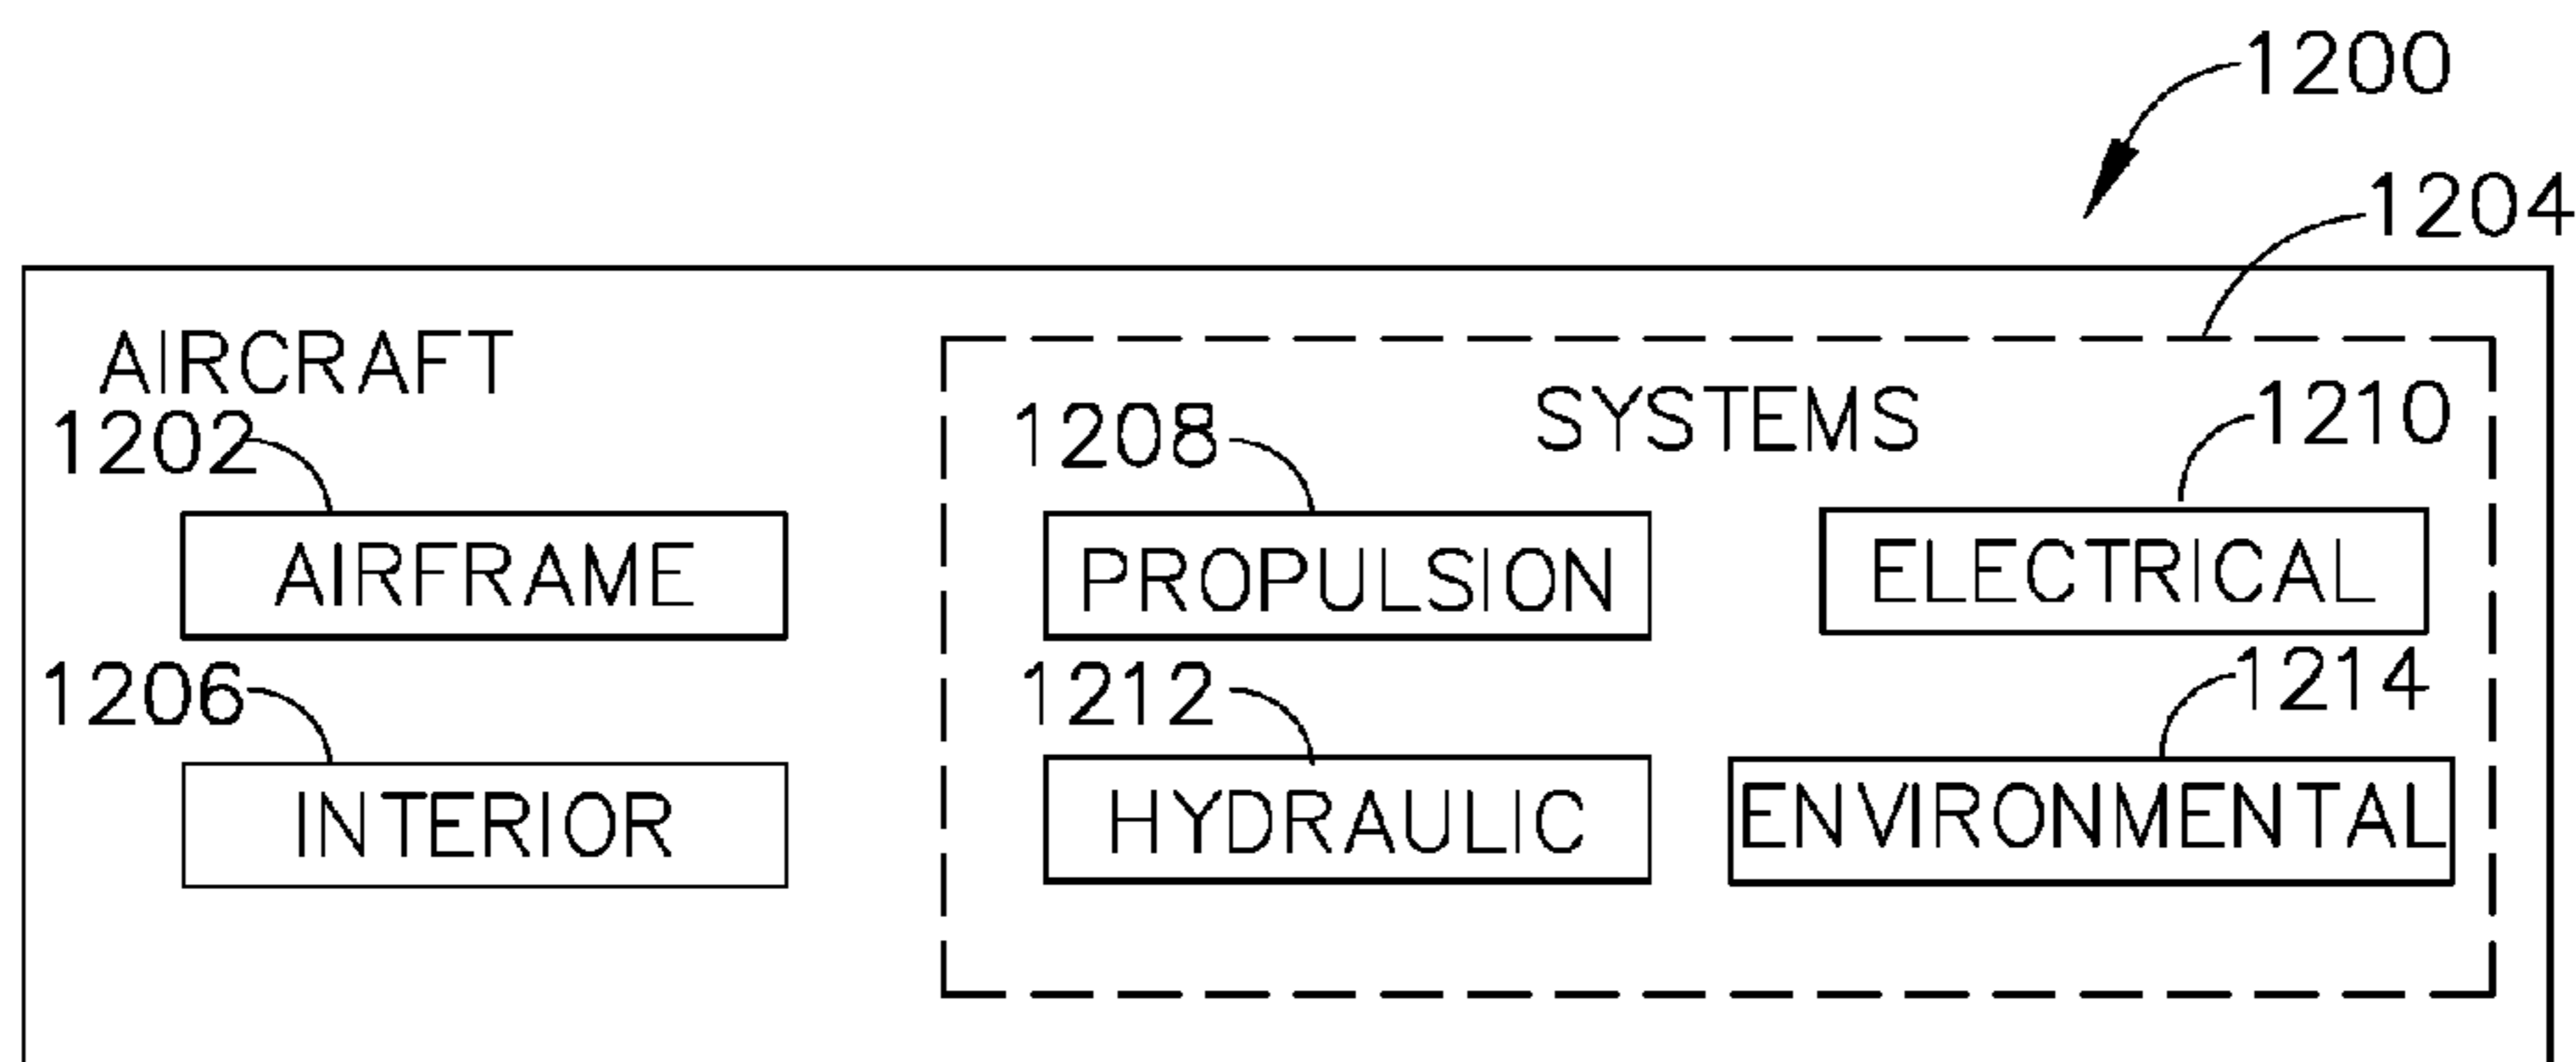 1200
1204
AIRCRAFT
SYSTEMS
1202
1208
1210
AIRFRAME
PROPULSION
ELECTRICAL
1206
1212
1214
INTERIOR
HYDRAULIC
ENVIRONMENTAL